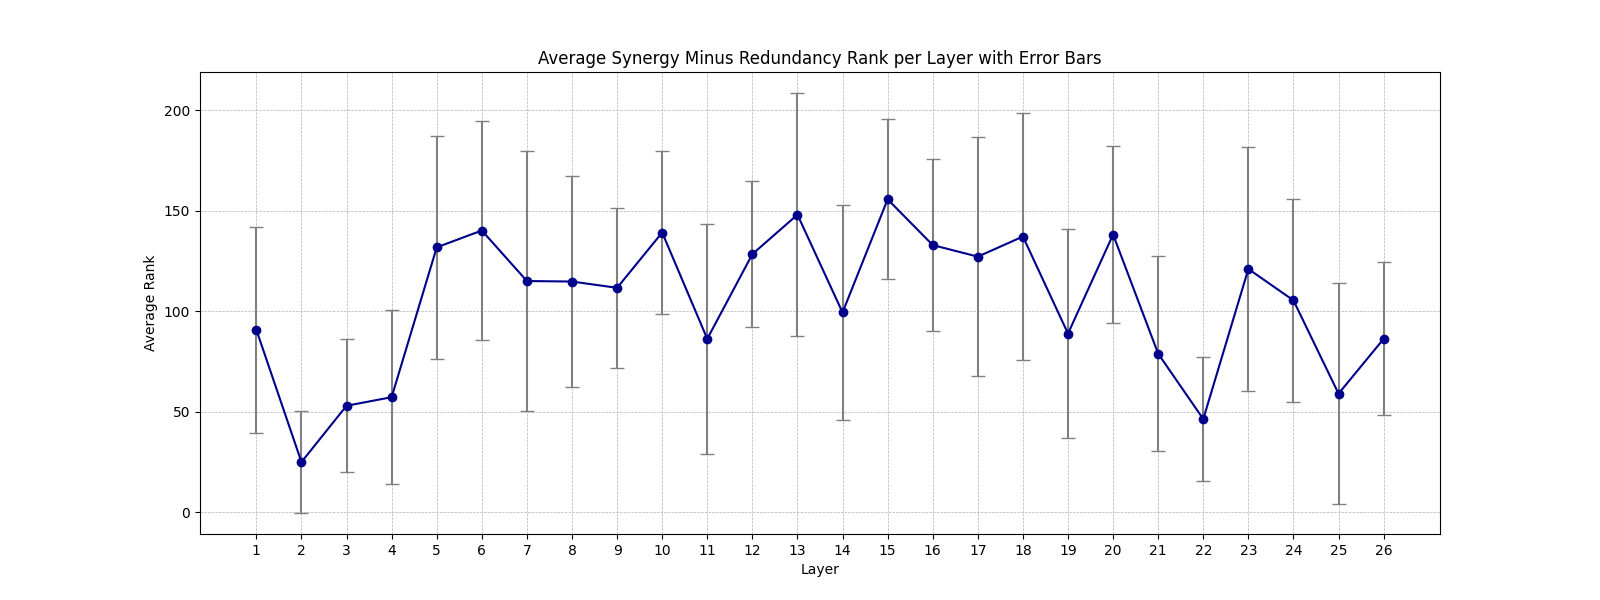 Average Synergy Minus Redundancy Rank per Layer with Error Bars
200
150
100
50
0
Average Rank
1 2 3 4 5 6 7 8 9 10 11 12 13 14 15 16 17 18 19 20 21 22 23 24 25 26
Layer